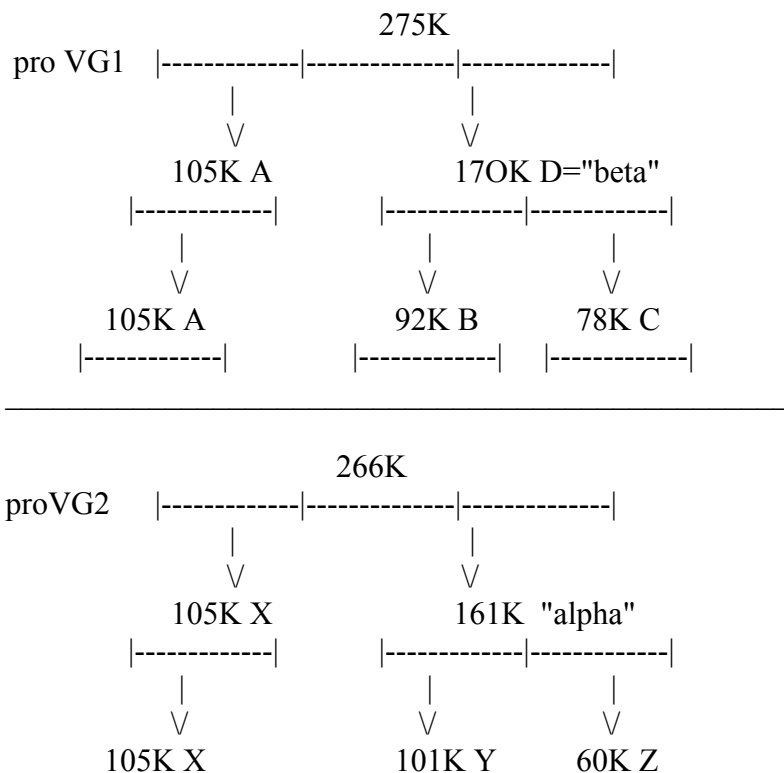 275K
pro VG1 |-------------|--------------|--------------|
| |
\/ \/
105K A 17OK D="beta"
|-------------| |-------------|-------------|
| | |
\/ \/ \/
105K A 92K B 78K C
|-------------| |-------------| |-------------|
266K
proVG2 |-------------|--------------|--------------|
| |
\/ \/
105K X 161K "alpha"
|-------------| |-------------|-------------|
| | |
\/ \/ \/
105K X 101K Y 60K Z